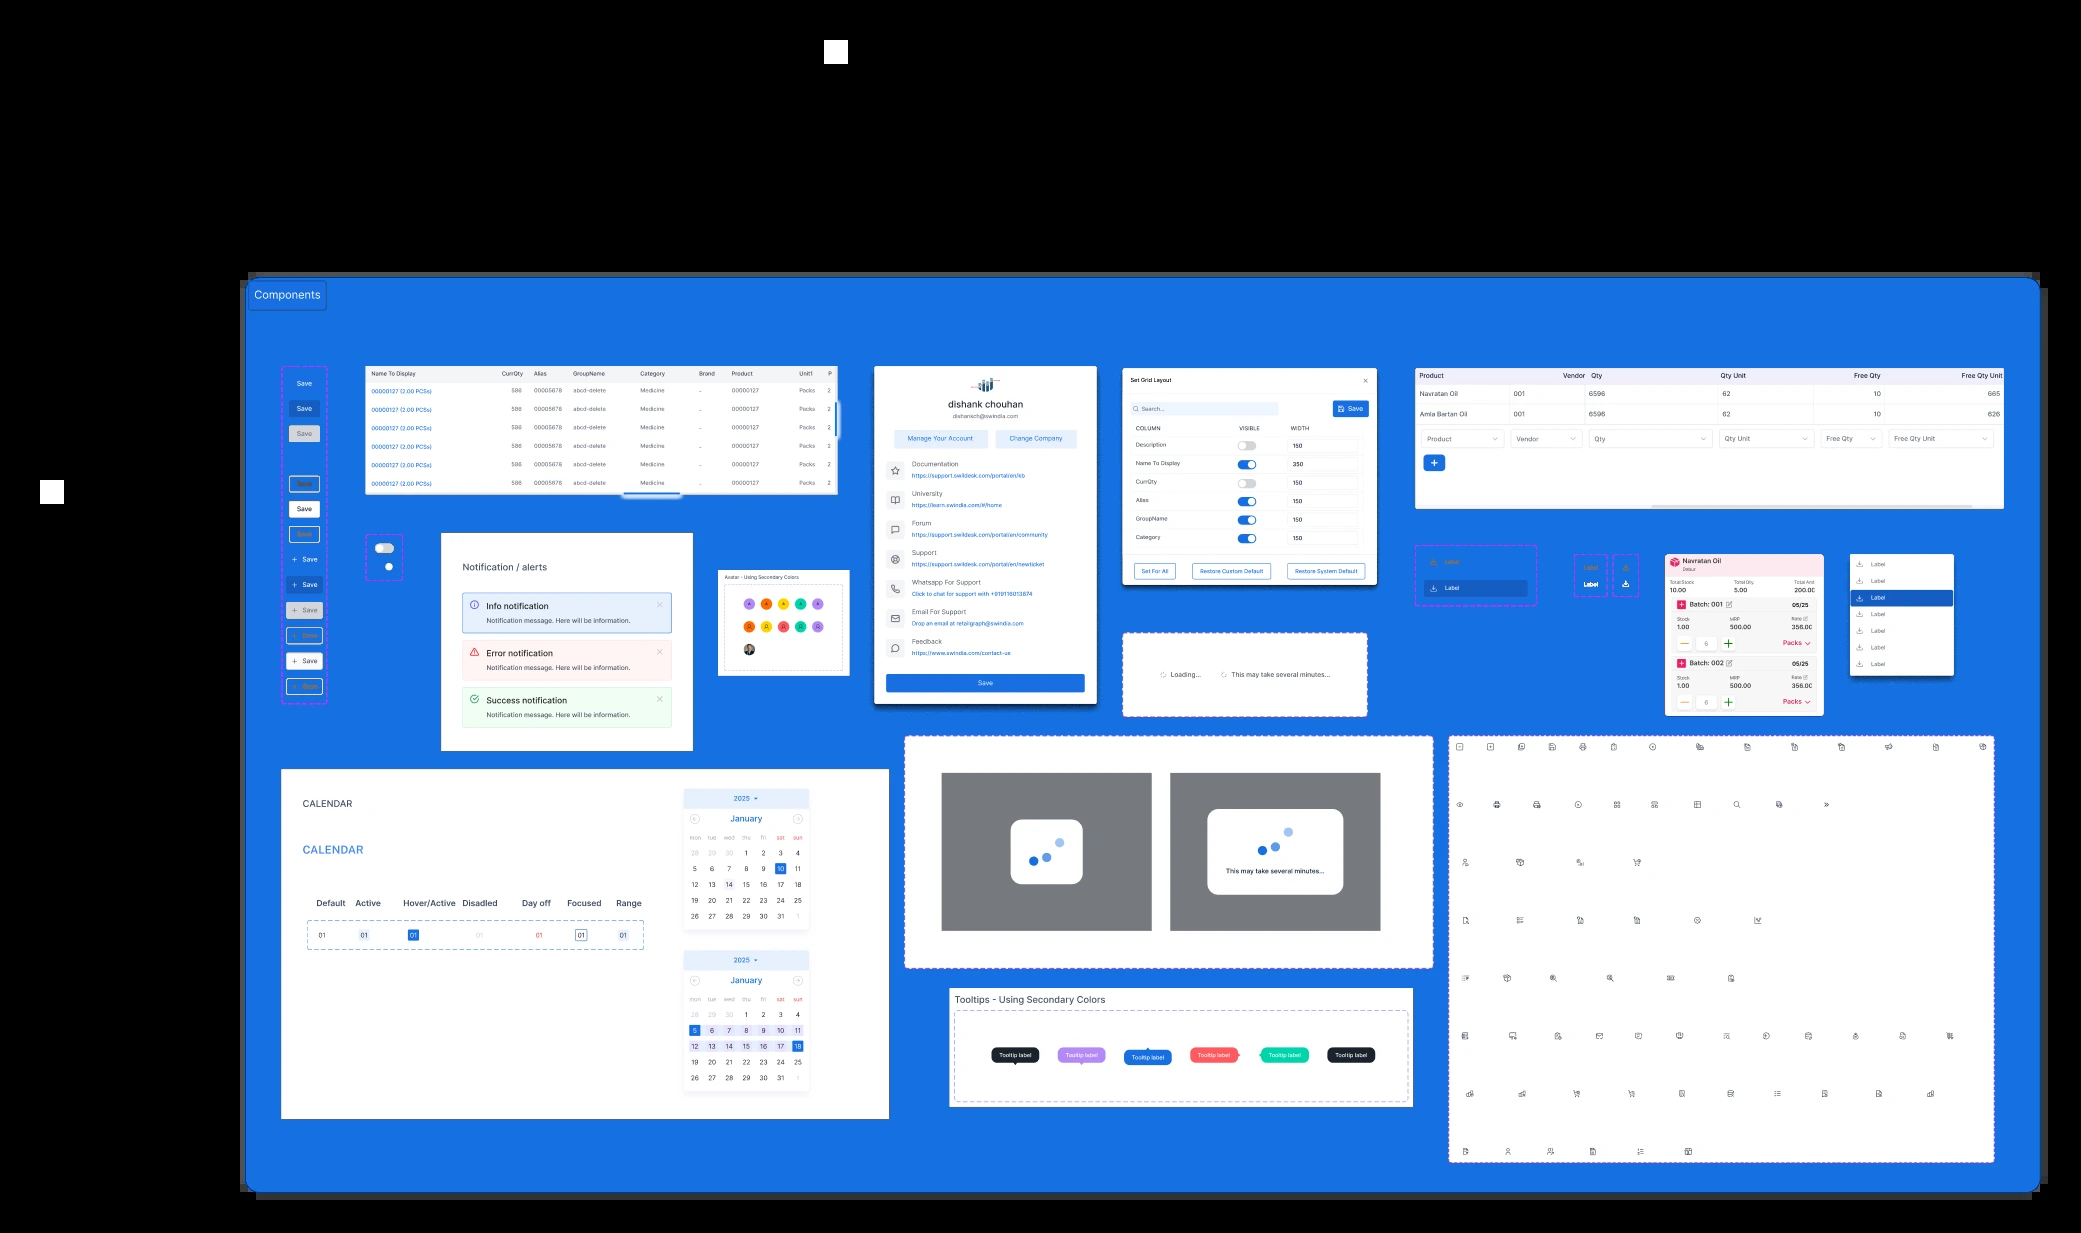 Components
Save
Save
Save
Save
+ Save
+ Save
+ Save
+ Save
Name To Display CurrQty Alias GroupName Category Brand Product Unit1 P
00000127 (2.00 PCSs) 586 00005678 abcd-delete Medicine - 00000127 Packs 2
00000127 (2.00 PCSs) 586 00005678 abcd-delete Medicine - 00000127 Packs 2
00000127 (2.00 PCSs) 586 00005678 abcd-delete Medicine - 00000127 Packs 2
00000127 (2.00 PCSs) 586 00005678 abcd-delete Medicine - 00000127 Packs 2
00000127 (2.00 PCSs) 586 00005678 abcd-delete Medicine - 00000127 Packs 2
00000127 (2.00 PCSs) 586 00005678 abcd-delete Medicine - 00000127 Packs 2
Notification / alerts
Info notification
Notification message. Here will be information.
Error notification
Notification message. Here will be information.
Success notification
Notification message. Here will be information.
Avatar - Using Secondary Colors
dishank chouhan
dishankch@swindia.com
Manage Your Account Change Company
Documentation
https://support.swildesk.com/portal/en/kb
University
https://learn.swindia.com/#/home
Forum
https://support.swildesk.com/portal/en/community
Support
https://support.swildesk.com/portal/en/newticket
Whatsapp For Support
Click to chat for support with +919116013874
Email For Support
Drop an email at retailgraph@swindia.com
Feedback
https://www.swindia.com/contact-us
Save
Set Grid Layout
Search... Save
COLUMN VISIBLE WIDTH
Description 150
Name To Display 350
CurrQty 150
Alias 150
GroupName 150
Category 150
Set For All Restore Custom Default Restore System Default
Product Vendor Qty Qty Unit Free Qty Free Qty Unit
Navratan Oil 001 6596 62 10 665
Amla Bartan Oil 001 6596 62 10 626
Product Vendor Qty Qty Unit Free Qty Free Qty Unit
+
Label
Label
Label
Label
Navratan Oil
Dabur
Total Stock Total Qty. Total Amt
10.00 5.00 200.00
Batch: 001 05/25
Stock MRP Rate
1.00 500.00 356.00
6 Packs
Batch: 002 05/25
Stock MRP Rate
1.00 500.00 356.00
6 Packs
Label
Label
Label
Label
Label
Label
Label
Loading... This may take several minutes...
This may take several minutes...
CALENDAR
CALENDAR
Default Active Hover/Active Disadled Day off Focused Range
01 01 01 01 01 01 01
2025
January
mon tue wed thu fri sat sun
28 29 30 1 2 3 4
5 6 7 8 9 10 11
12 13 14 15 16 17 18
19 20 21 22 23 24 25
26 27 28 29 30 31 1
2025
January
mon tue wed thu fri sat sun
28 29 30 1 2 3 4
5 6 7 8 9 10 11
12 13 14 15 16 17 18
19 20 21 22 23 24 25
26 27 28 29 30 31 1
Tooltips - Using Secondary Colors
Tooltip label Tooltip label Tooltip label Tooltip label Tooltip label Tooltip label